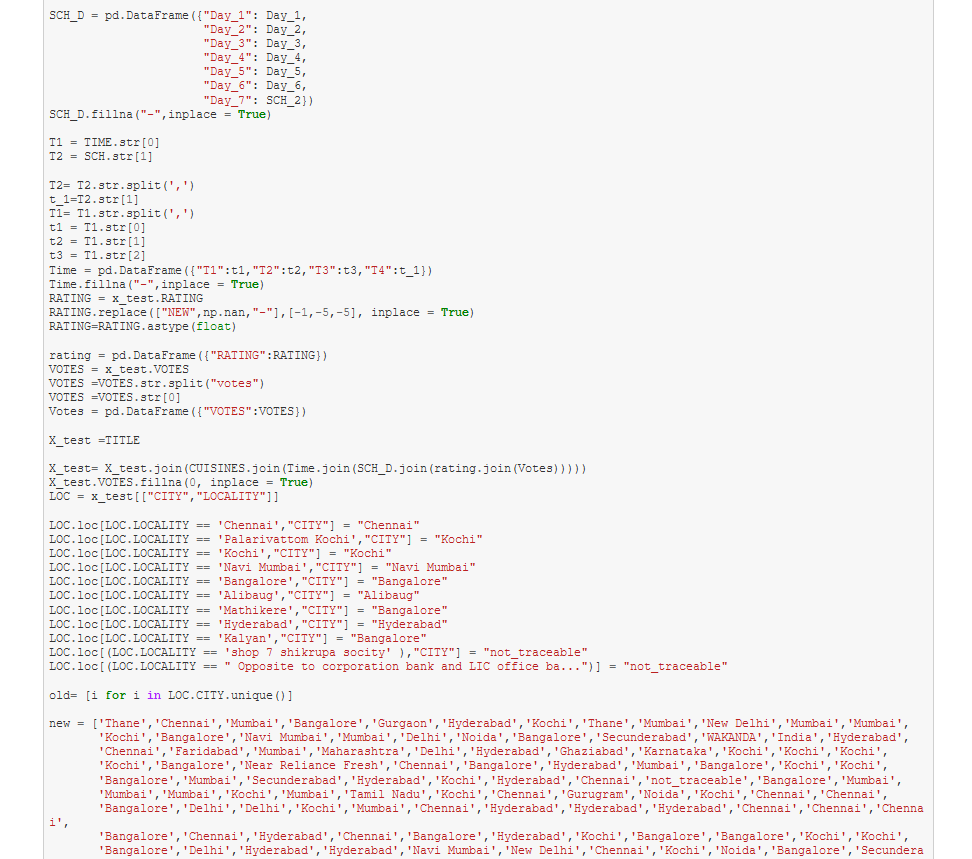 SCH_D = pd.DataFrame({"Day_1": Day_1,
"Day_2": Day_2,
"Day_3": Day_3,
"Day_4": Day_4,
"Day_5": Day_5,
"Day_6": Day_6,
"Day_7": SCH_2})
SCH_D.fillna("-",inplace = True)
T1 = TIME.str[0]
T2 = SCH.str[1]
T2= T2.str.split(',')
t_1=T2.str[1]
T1= T1.str.split(',')
t1 = T1.str[0]
t2 = T1.str[1]
t3 = T1.str[2]
Time = pd.DataFrame({"T1":t1,"T2":t2,"T3":t3,"T4":t_1})
Time.fillna("-",inplace = True)
RATING = x_test.RATING
RATING.replace(["NEW",np.nan,"-"],[-1,-5,-5], inplace = True)
RATING=RATING.astype(float)
rating = pd.DataFrame({"RATING":RATING})
VOTES = x_test.VOTES
VOTES =VOTES.str.split("votes")
VOTES =VOTES.str[0]
Votes = pd.DataFrame({"VOTES":VOTES})
X_test =TITLE
X_test= X_test.join(CUISINES.join(Time.join(SCH_D.join(rating.join(Votes)))))
X_test.VOTES.fillna(0, inplace = True)
LOC = x_test[["CITY","LOCALITY"]]
LOC.loc[LOC.LOCALITY == 'Chennai',"CITY"] = "Chennai"
LOC.loc[LOC.LOCALITY == 'Palarivattom Kochi',"CITY"] = "Kochi"
LOC.loc[LOC.LOCALITY == 'Kochi',"CITY"] = "Kochi"
LOC.loc[LOC.LOCALITY == 'Navi Mumbai',"CITY"] = "Navi Mumbai"
LOC.loc[LOC.LOCALITY == 'Bangalore',"CITY"] = "Bangalore"
LOC.loc[LOC.LOCALITY == 'Alibaug',"CITY"] = "Alibaug"
LOC.loc[LOC.LOCALITY == 'Mathikere',"CITY"] = "Bangalore"
LOC.loc[LOC.LOCALITY == 'Hyderabad',"CITY"] = "Hyderabad"
LOC.loc[LOC.LOCALITY == 'Kalyan',"CITY"] = "Bangalore"
LOC.loc[(LOC.LOCALITY == 'shop 7 shikrupa socity' ),"CITY"] = "not_traceable"
LOC.loc[(LOC.LOCALITY == " Opposite to corporation bank and LIC office ba...")] = "not_traceable"
old= [i for i in LOC.CITY.unique()]
new = ['Thane','Chennai','Mumbai','Bangalore','Gurgaon','Hyderabad','Kochi','Thane','Mumbai','New Delhi','Mumbai','Mumbai',
'Kochi','Bangalore','Navi Mumbai','Mumbai','Delhi','Noida','Bangalore','Secunderabad','WAKANDA','India','Hyderabad',
'Chennai','Faridabad','Mumbai','Maharashtra','Delhi','Hyderabad','Ghaziabad','Karnataka','Kochi','Kochi','Kochi',
'Kochi','Bangalore','Near Reliance Fresh','Chennai','Bangalore','Hyderabad','Mumbai','Bangalore','Kochi','Kochi',
'Bangalore','Mumbai','Secunderabad','Hyderabad','Kochi','Hyderabad','Chennai','not_traceable','Bangalore','Mumbai',
'Mumbai','Mumbai','Kochi','Mumbai','Tamil Nadu','Kochi','Chennai','Gurugram','Noida','Kochi','Chennai','Chennai',
'Bangalore','Delhi','Delhi','Kochi','Mumbai','Chennai','Hyderabad','Hyderabad','Hyderabad','Chennai','Chennai','Chenna
i',
'Bangalore','Chennai','Hyderabad','Chennai','Bangalore','Hyderabad','Kochi','Bangalore','Bangalore','Kochi','Kochi',
'Bangalore','Delhi','Hyderabad','Hyderabad','Navi Mumbai','New Delhi','Chennai','Kochi','Noida','Bangalore','Secundera